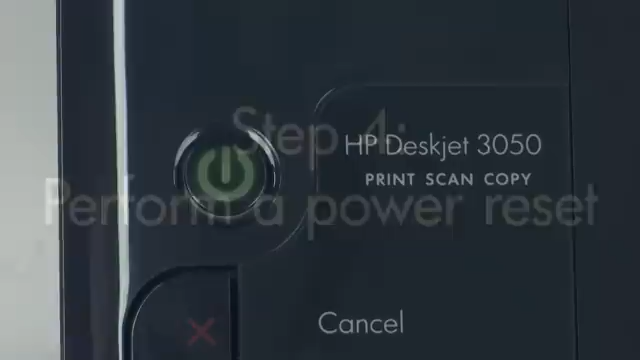 Step 4:
HP Deskjet 3050
PRINT SCAN COPY
Perform a power reset
Cancel